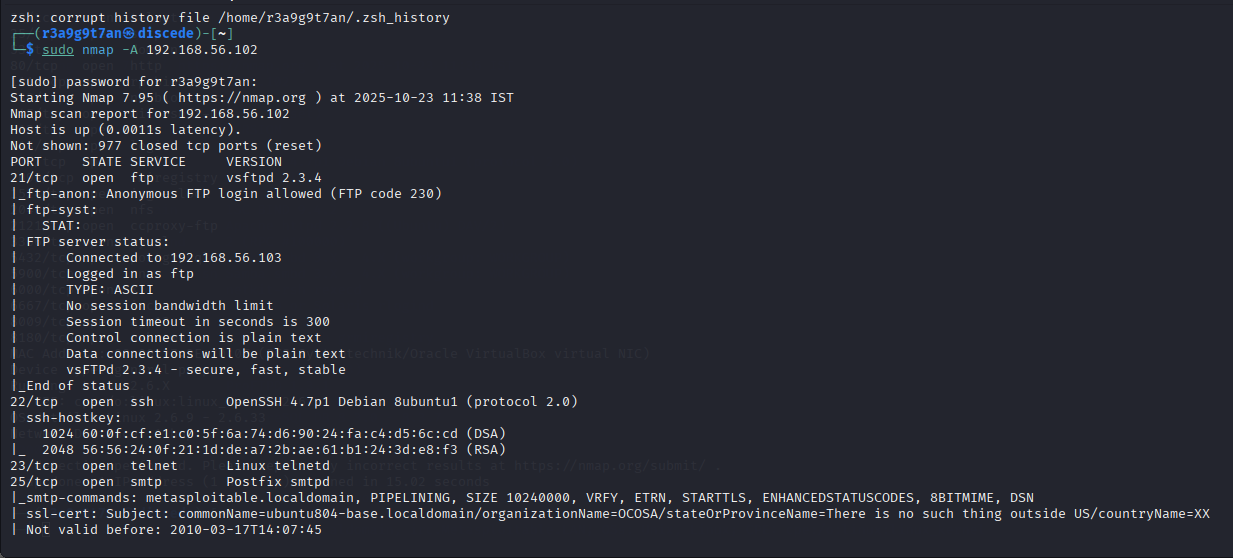 zsh: corrupt history file /home/r3a9g9t7an/.zsh_history
┌──(r3a9g9t7an㉿discede)-[~]
└─$ sudo nmap -A 192.168.56.102
[sudo] password for r3a9g9t7an:
Starting Nmap 7.95 ( https://nmap.org ) at 2025-10-23 11:38 IST
Nmap scan report for 192.168.56.102
Host is up (0.0011s latency).
Not shown: 977 closed tcp ports (reset)
PORT     STATE SERVICE     VERSION
21/tcp   open  ftp         vsftpd 2.3.4
|_ftp-anon: Anonymous FTP login allowed (FTP code 230)
| ftp-syst:
|   STAT:
| FTP server status:
|      Connected to 192.168.56.103
|      Logged in as ftp
|      TYPE: ASCII
|      No session bandwidth limit
|      Session timeout in seconds is 300
|      Control connection is plain text
|      Data connections will be plain text
|      vsFTPd 2.3.4 - secure, fast, stable
|_End of status
22/tcp   open  ssh         OpenSSH 4.7p1 Debian 8ubuntu1 (protocol 2.0)
| ssh-hostkey:
|   1024 60:0f:cf:e1:c0:5f:6a:74:d6:90:24:fa:c4:d5:6c:cd (DSA)
|_  2048 56:56:24:0f:21:1d:de:a7:2b:ae:61:b1:24:3d:e8:f3 (RSA)
23/tcp   open  telnet      Linux telnetd
25/tcp   open  smtp        Postfix smtpd
|_smtp-commands: metasploitable.localdomain, PIPELINING, SIZE 10240000, VRFY, ETRN, STARTTLS, ENHANCEDSTATUSCODES, 8BITMIME, DSN
| ssl-cert: Subject: commonName=ubuntu804-base.localdomain/organizationName=OCOSA/stateOrProvinceName=There is no such thing outside US/countryName=XX
| Not valid before: 2010-03-17T14:07:45